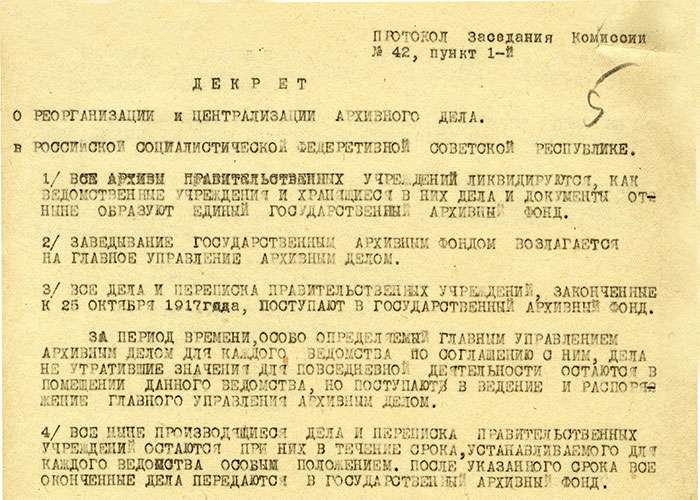 ПРОТОКОЛ Заседания Комиссии
№ 42, пункт 1-й
5
ДЕКРЕТ
О РЕОРГАНИЗАЦИИ и ЦЕНТРАЛИЗАЦИИ АРХИВНОГО ДЕЛА.
в РОССИЙСКОЙ СОЦИАЛИСТИЧЕСКОЙ ФЕДЕРЕТИВНОЙ СОВЕТСКОЙ РЕСПУБЛИКЕ.
1/ ВСЕ АРХИВЫ ПРАВИТЕЛЬСТВЕННЫХ УЧРЕЖДЕНИЙ ЛИКВИДИРУЮТСЯ, КАК
ВЕДОМСТВЕННЫЕ УЧРЕЖДЕНИЯ И ХРАНЯЩИЕСЯ В НИХ ДЕЛА И ДОКУМЕНТЫ ОТ-
НЫНЕ ОБРАЗУЮТ ЕДИНЫЙ ГОСУДАРСТВЕННЫЙ АРХИВНЫЙ ФОНД.
2/ ЗАВЕДЫВАНИЕ ГОСУДАРСТВЕННЫМ АРХИВНЫМ ФОНДОМ ВОЗЛАГАЕТСЯ
НА ГЛАВНОЕ УПРАВЛЕНИЕ АРХИВНЫМ ДЕЛОМ.
3/ ВСЕ ДЕЛА И ПЕРЕПИСКА ПРАВИТЕЛЬСТВЕННЫХ УЧРЕЖДЕНИЙ, ЗАКОНЧЕННЫЕ
К 25 ОКТЯБРЯ 1917года, ПОСТУПАЮТ В ГОСУДАРСТВЕННЫЙ АРХИВНЫЙ ФОНД.
ЗА ПЕРИОД ВРЕМЕНИ,ОСОБО ОПРЕДЕЛЯЕМЫЙ ГЛАВНЫМ УПРАВЛЕНИЕМ
АРХИВНЫМ ДЕЛОМ ДЛЯ КАЖДОГО ВЕДОМСТВА ПО СОГЛАШЕНИЮ С НИМ, ДЕЛА
НЕ УТРАТИВШИЕ ЗНАЧЕНИЯ ДЛЯ ПОВСЕДНЕВНОЙ ДЕЯТЕЛЬНОСТИ ОСТАЮТСЯ В
ПОМЕЩЕНИИ ДАННОГО ВЕДОМСТВА, НО ПОСТУПАЮТ В ВЕДЕНИЕ И РАСПОРЯ-
ЖЕНИЕ ГЛАВНОГО УПРАВЛЕНИЯ АРХИВНЫМ ДЕЛОМ.
4/ ВСЕ НЫНЕ ПРОИЗВОДЯЩИЕСЯ ДЕЛА И ПЕРЕПИСКА ПРАВИТЕЛЬСТВЕННЫХ
УЧРЕЖДЕНИЙ ОСТАЮТСЯ ПРИ НИХ В ТЕЧЕНИЕ СРОКА,УСТАНАВЛИВАЕМОГО ДЛЯ
КАЖДОГО ВЕДОМСТВА ОСОБЫМ ПОЛОЖЕНИЕМ. ПОСЛЕ УКАЗАННОГО СРОКА ВСЕ
ОКОНЧЕННЫЕ ДЕЛА ПЕРЕДАЮТСЯ В ГОСУДАРСТВЕННЫЙ АРХИВНЫЙ ФОНД.